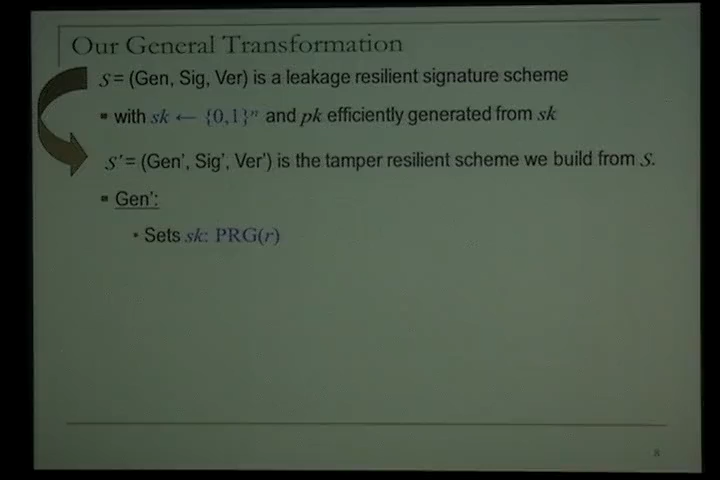 Our General Transformation
S = (Gen, Sig, Ver) is a leakage resilient signature scheme
▪ with sk ← {0,1}ⁿ and pk efficiently generated from sk
S' = (Gen', Sig', Ver') is the tamper resilient scheme we build from S.
▪ Gen':
• Sets sk: PRG(r)
8